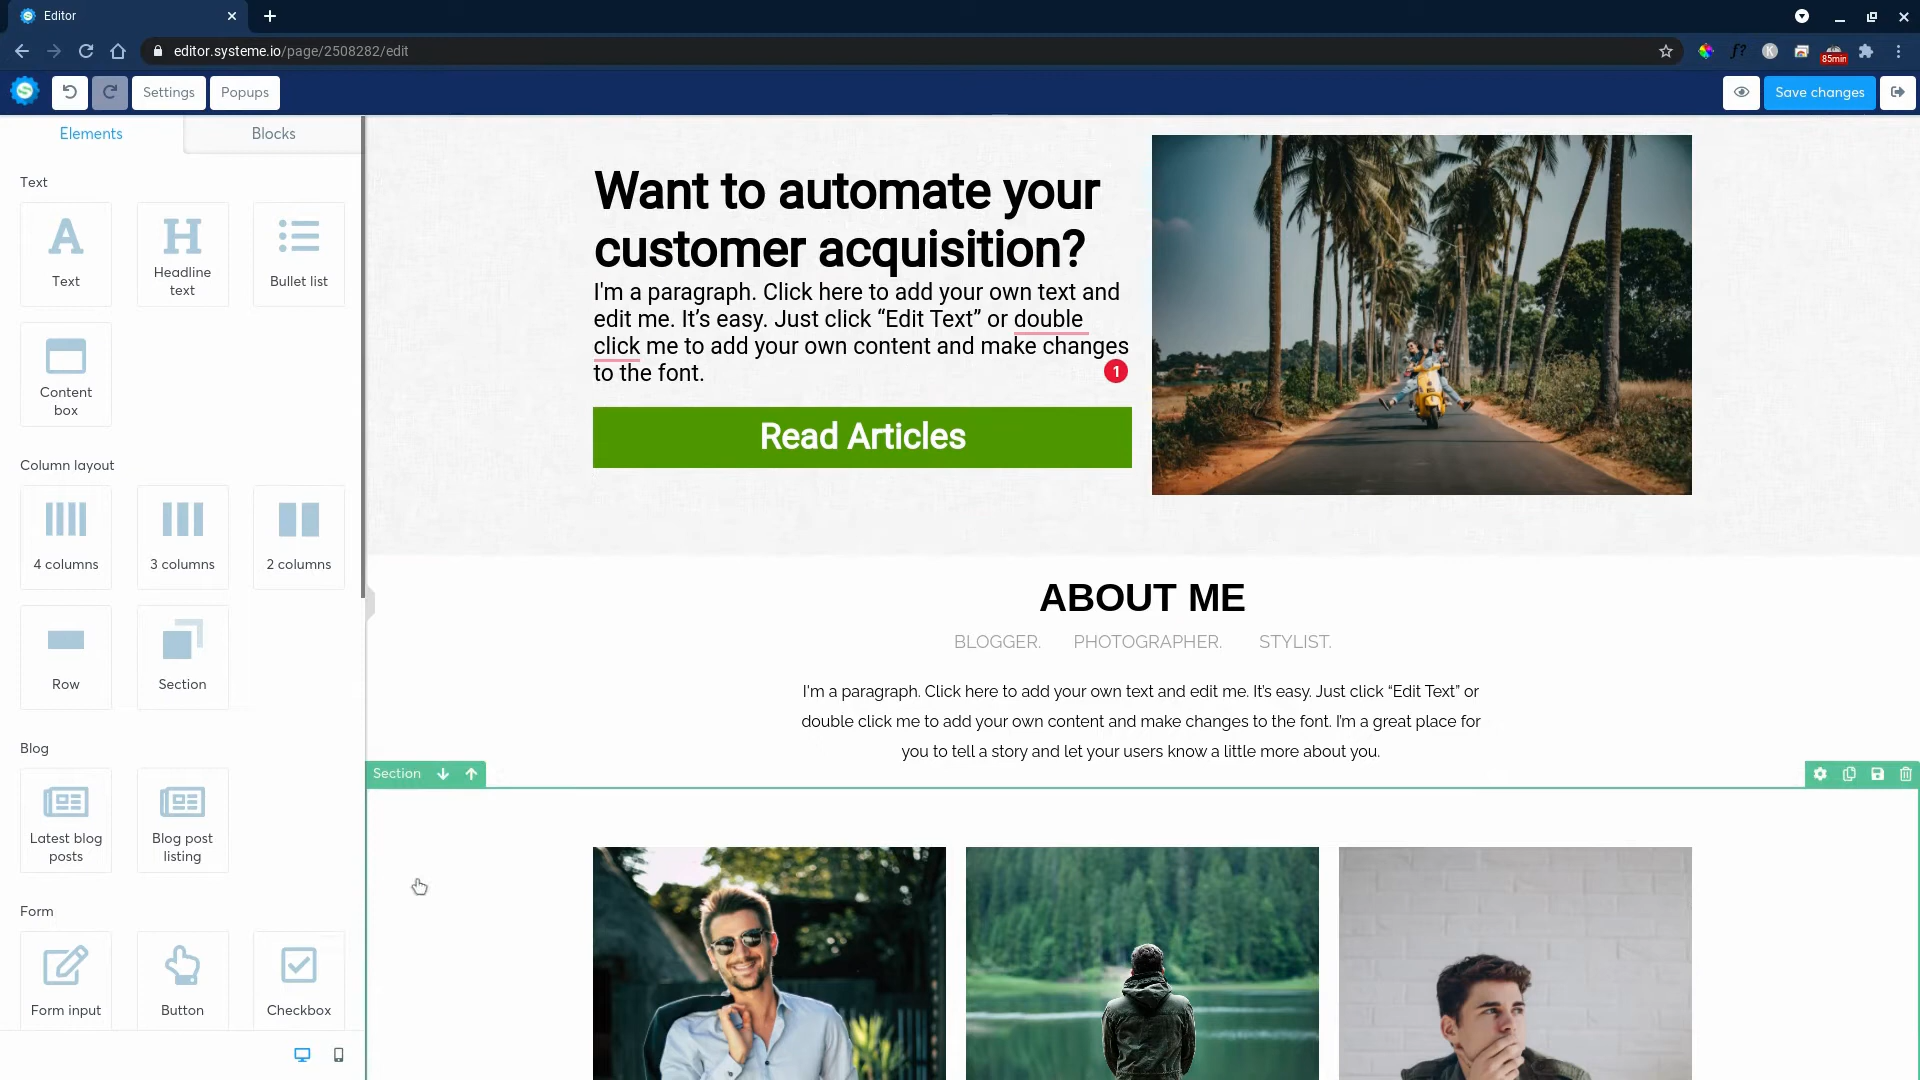 Editor
editor.systeme.io/page/2508282/edit
f?
K
85min
S
Settings
Popups
Save changes
Elements
Blocks
Text
A
Text
H
Headline
text
Bullet list
Content
box
Column layout
4 columns
3 columns
2 columns
Row
Section
Blog
Latest blog
posts
Blog post
listing
Form
Form input
Button
Checkbox
Want to automate your
customer acquisition?
I'm a paragraph. Click here to add your own text and
edit me. It’s easy. Just click “Edit Text” or double
click me to add your own content and make changes
to the font.
1
Read Articles
ABOUT ME
BLOGGER. PHOTOGRAPHER. STYLIST.
I'm a paragraph. Click here to add your own text and edit me. It’s easy. Just click “Edit Text” or
double click me to add your own content and make changes to the font. I’m a great place for
you to tell a story and let your users know a little more about you.
Section